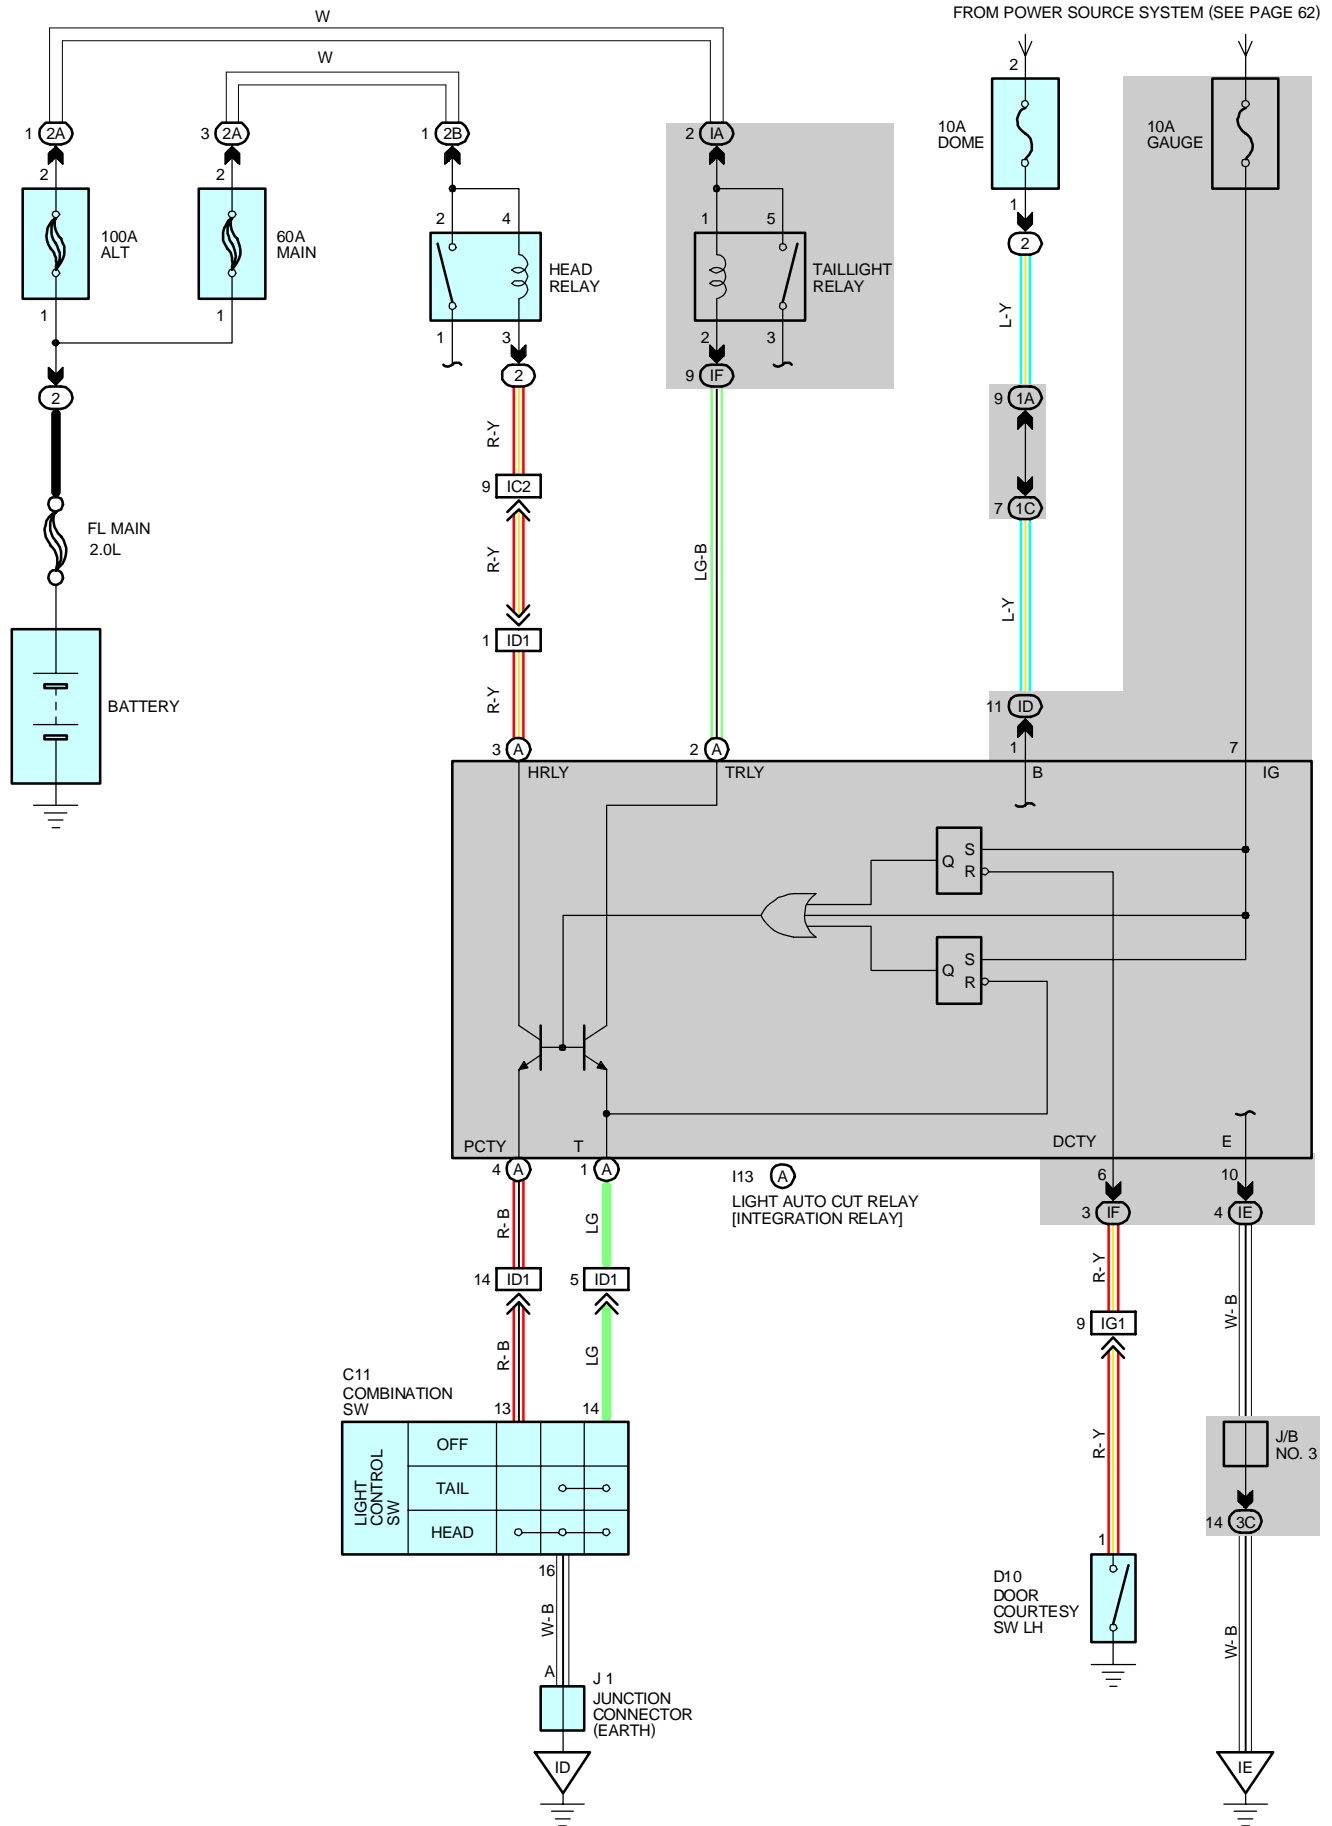 FROM POWER SOURCE SYSTEM (SEE PAGE 62)
W
W
2
1 2A
3 2A
1 2B
2 IA
10A
DOME
10A
GAUGE
2
2
100A
ALT
60A
MAIN
2 4
HEAD
RELAY
1 5
TAILLIGHT
RELAY
1
2
1
1
1 3
2
2 3
9 IF
2
L-Y
R-Y
9 1A
9 IC2
7 1C
FL MAIN
2.0L
R-Y
LG-B
L-Y
1 ID1
BATTERY
R-Y
11 ID
3 A
2 A
1
7
HRLY
TRLY
B
IG
Q S
R
Q S
R
PCTY
T
DCTY
E
4 A
1 A
I13 A
LIGHT AUTO CUT RELAY
[INTEGRATION RELAY]
6
10
3 IF
4 IE
R-B
LG
R-Y
W-B
14 ID1
5 ID1
9 IG1
R-B
LG
C11
COMBINATION
SW
13
14
LIGHT
CONTROL
SW
OFF
TAIL
HEAD
R-Y
J/B
NO. 3
14 3C
16
W-B
1
D10
DOOR
COURTESY
SW LH
W-B
A
J 1
JUNCTION
CONNECTOR
(EARTH)
ID
IE